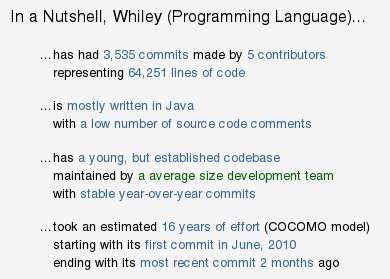 In a Nutshell, Whiley (Programming Language)...
...has had 3,535 commits made by 5 contributors
representing 64,251 lines of code
...is mostly written in Java
with a low number of source code comments
...has a young, but established codebase
maintained by a average size development team
with stable year-over-year commits
...took an estimated 16 years of effort (COCOMO model)
starting with its first commit in June, 2010
ending with its most recent commit 2 months ago